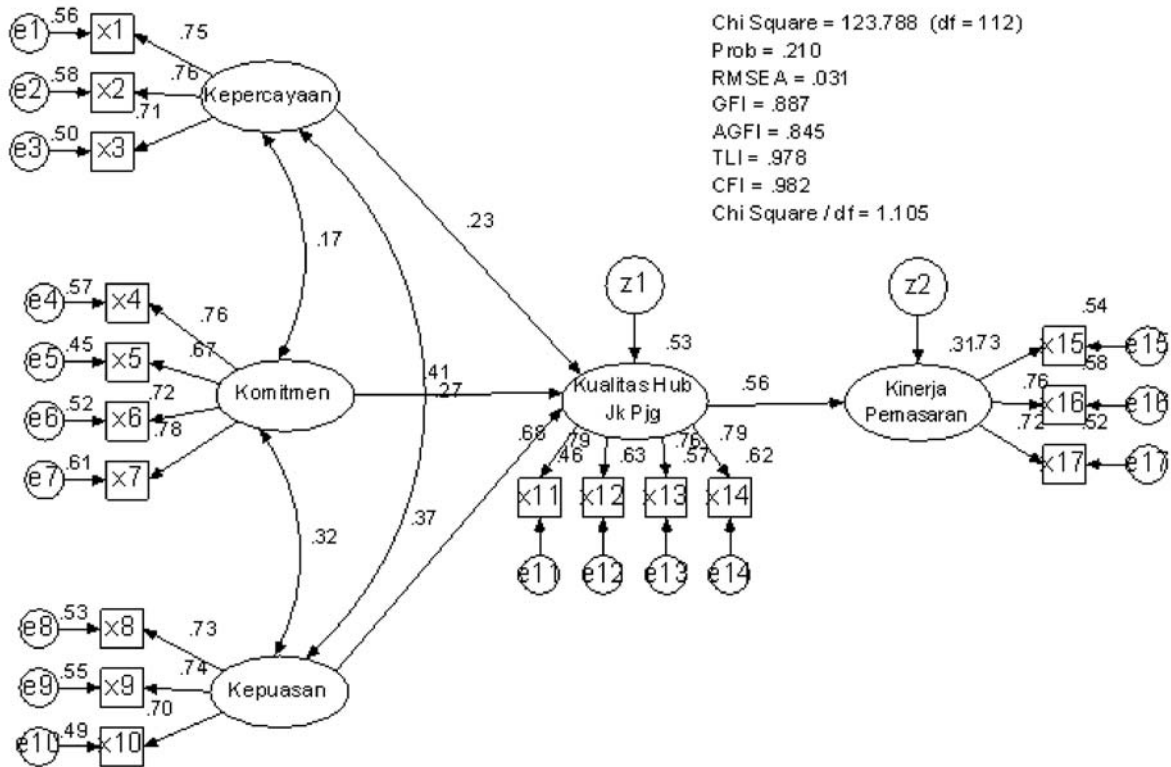 Chi Square = 123.788 (df = 112)
Prob = .210
RMSEA = .031
GFI = .887
AGFI = .845
TLI = .978
CFI = .982
Chi Square / df = 1.105
e1 .56 x1 .75
e2 .58 x2 .76
e3 .50 x3 .71
Kepercayaan
.23
.17
e4 .57 x4 .76
e5 .45 x5 .67
e6 .52 x6 .72
e7 .61 x7 .78
Komitmen
.41
.27
.37
.32
e8 .53 x8 .73
e9 .55 x9 .74
e10 .49 x10 .70
Kepuasan
z1
.53
Kualitas Hub
Jk Pjg
.56
.68 .79 .76 .79
.46 .63 .57 .62
x11 x12 x13 x14
e11 e12 e13 e14
z2
.31
Kinerja
Pemasaran
.73 x15 .54 e15
.76 x16 .58 e16
.72 x17 .52 e17